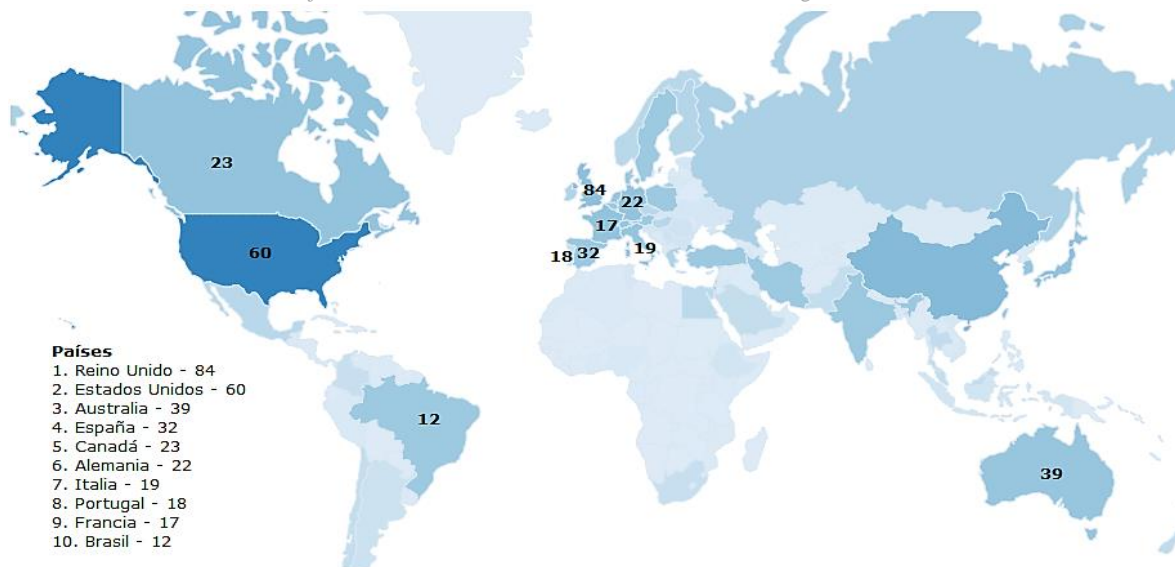 23
84
22
17
60
18
32
19
Países
1. Reino Unido - 84
2. Estados Unidos - 60
3. Australia - 39
4. España - 32
5. Canadá - 23
6. Alemania - 22
7. Italia - 19
8. Portugal - 18
9. Francia - 17
10. Brasil - 12
12
39